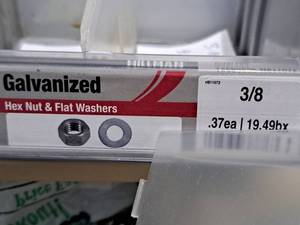 Galvanized
Hex Nut & Flat Washers
3/8
.37ea | 19.49bx